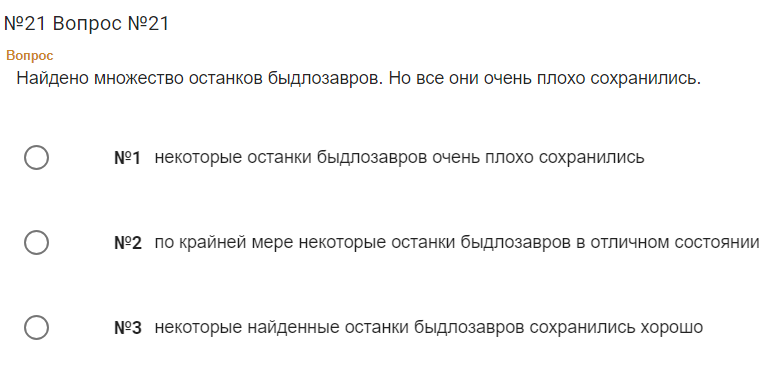 №21 Вопрос №21
Вопрос
Найдено множество останков быдлозавров. Но все они очень плохо сохранились.
№1 некоторые останки быдлозавров очень плохо сохранились
№2 по крайней мере некоторые останки быдлозавров в отличном состоянии
№3 некоторые найденные останки быдлозавров сохранились хорошо